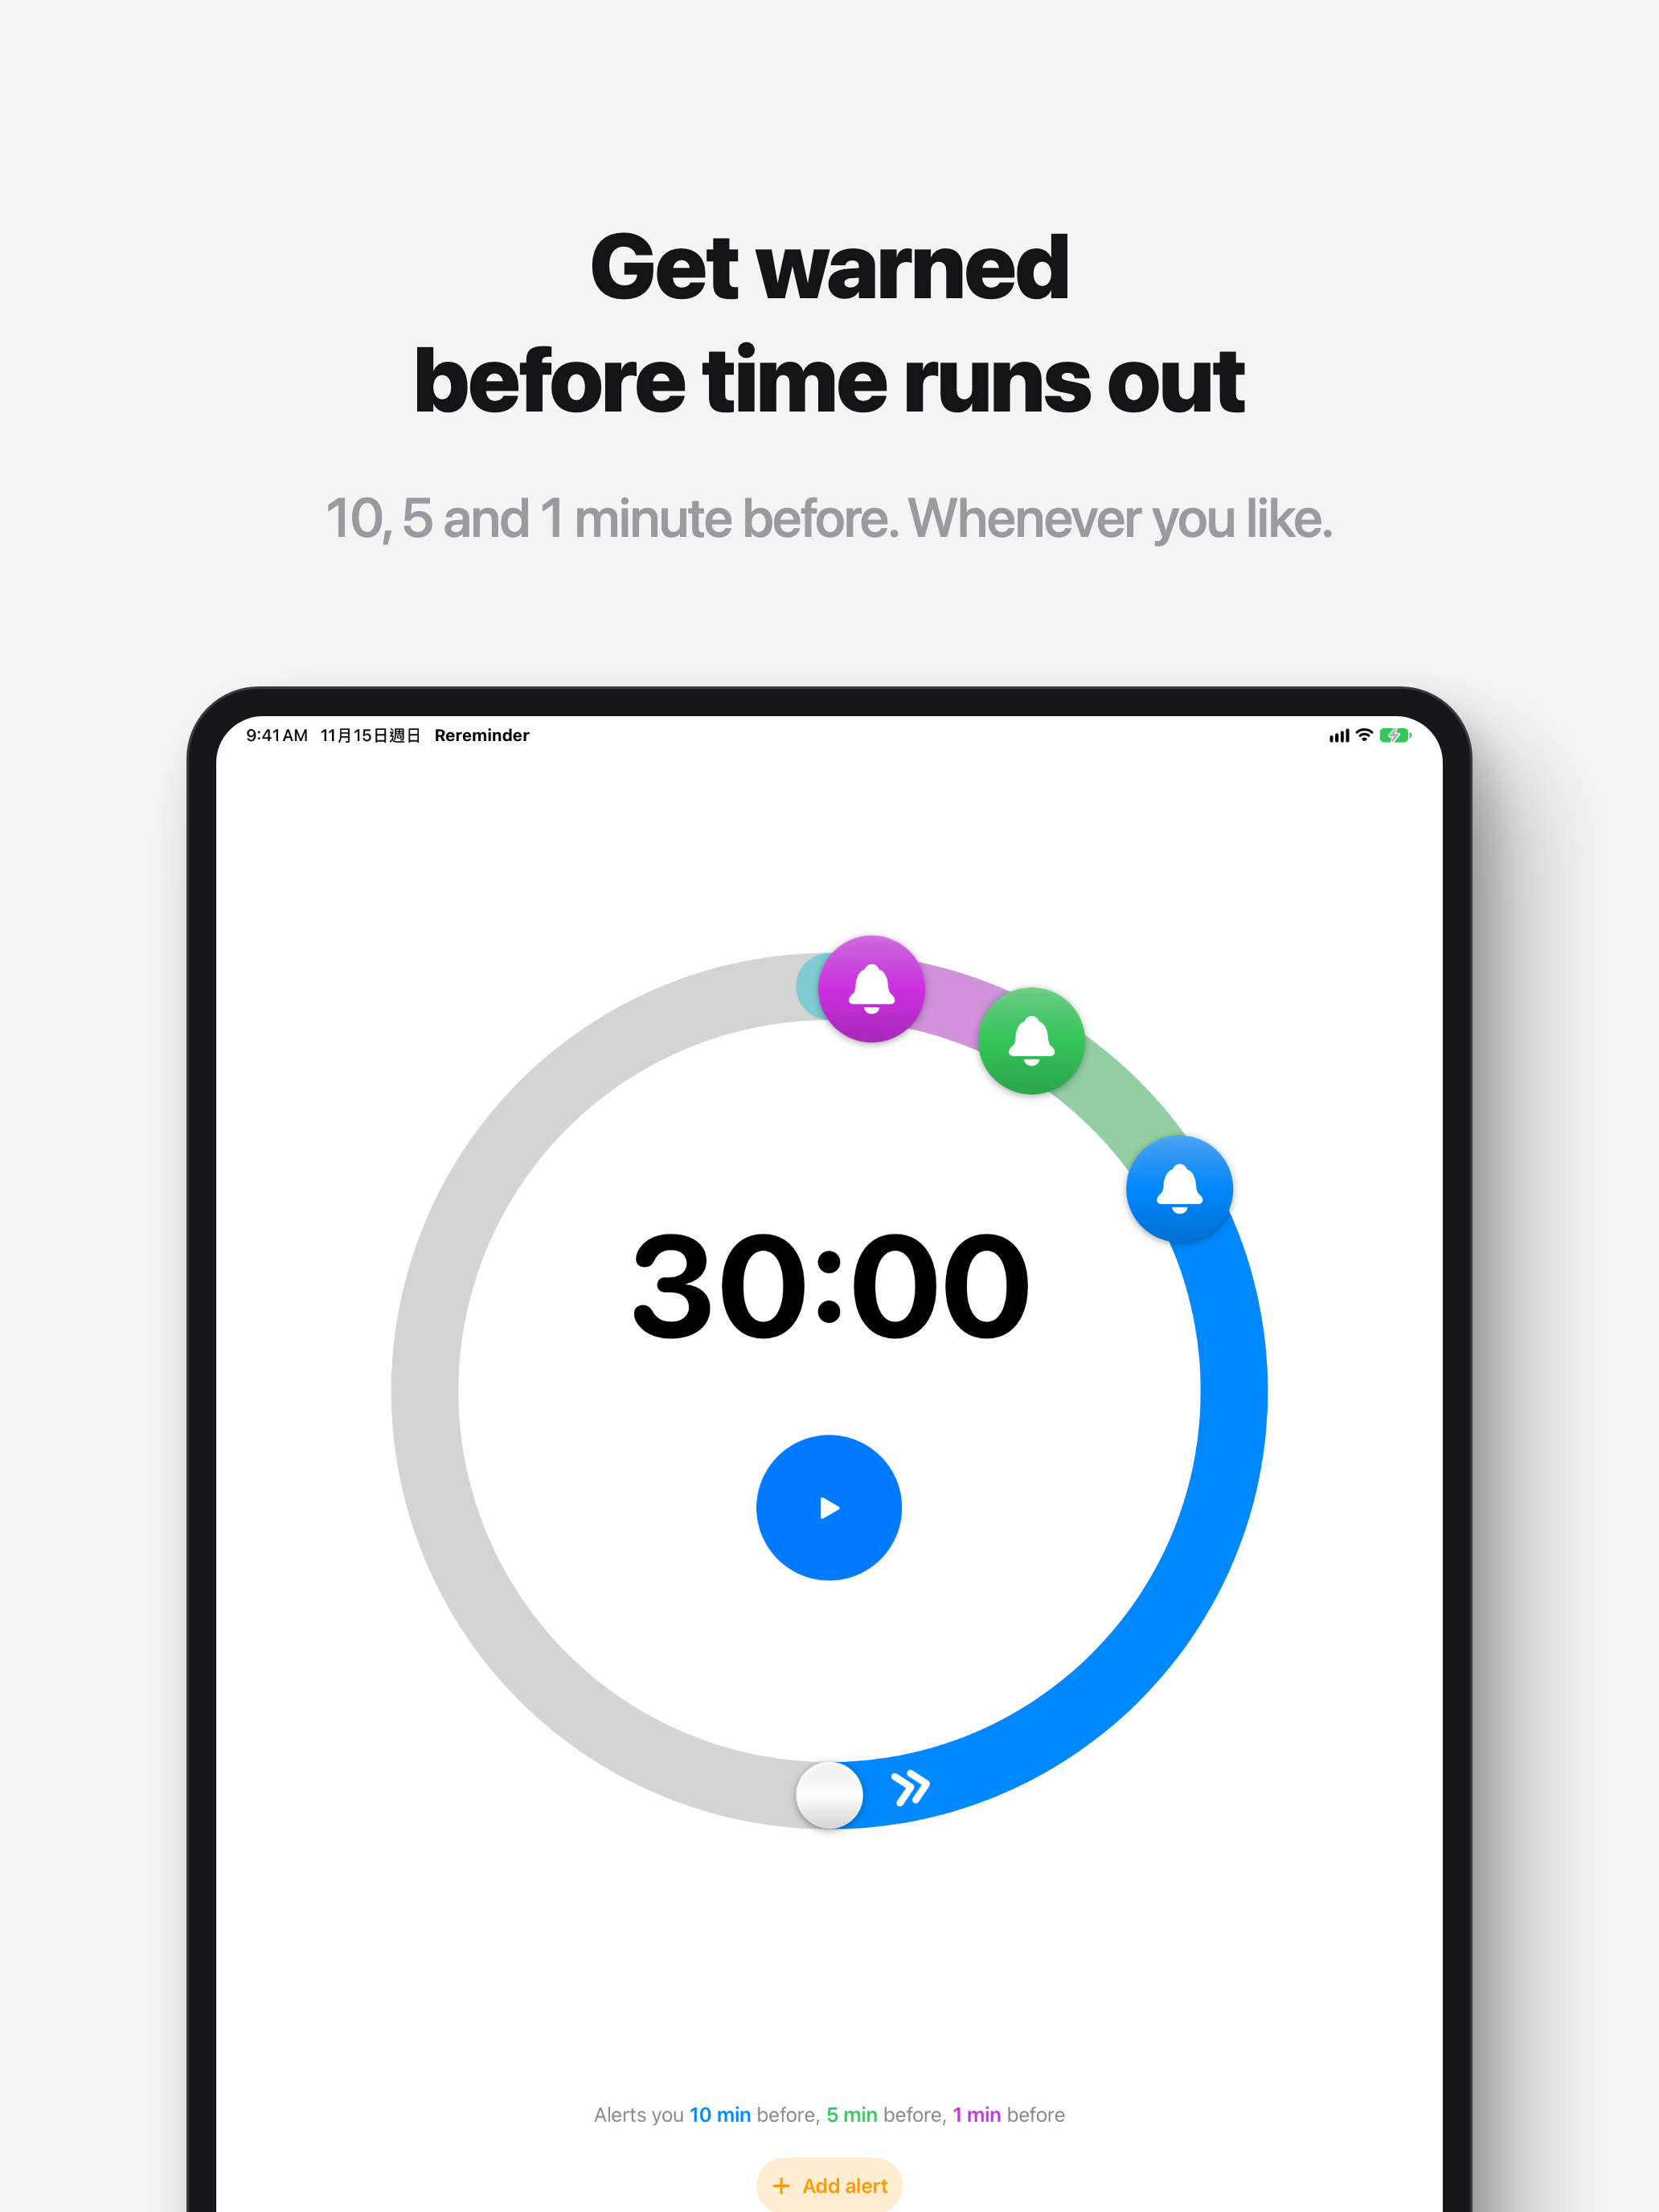 Get warned
before time runs out
10, 5 and 1 minute before. Whenever you like.
9:41 AM 11月15日週日 Rereminder
30:00
Alerts you 10 min before, 5 min before, 1 min before
+ Add alert